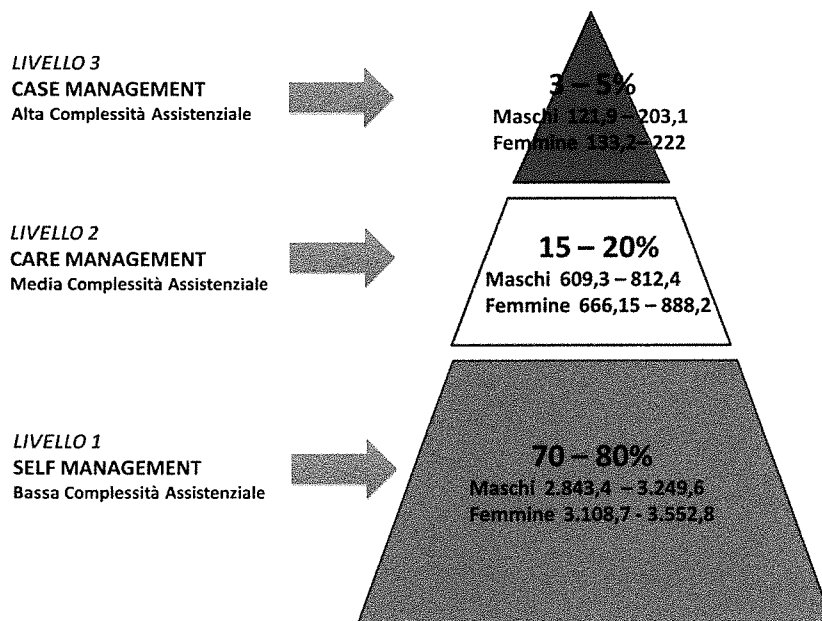 LIVELLO 3
CASE MANAGEMENT
Alta Complessità Assistenziale
3 – 5%
Maschi 121,9 – 203,1
Femmine 133,2 – 222
LIVELLO 2
CARE MANAGEMENT
Media Complessità Assistenziale
15 – 20%
Maschi 609,3 – 812,4
Femmine 666,15 – 888,2
LIVELLO 1
SELF MANAGEMENT
Bassa Complessità Assistenziale
70 – 80%
Maschi 2.843,4 – 3.249,6
Femmine 3.108,7 - 3.552,8